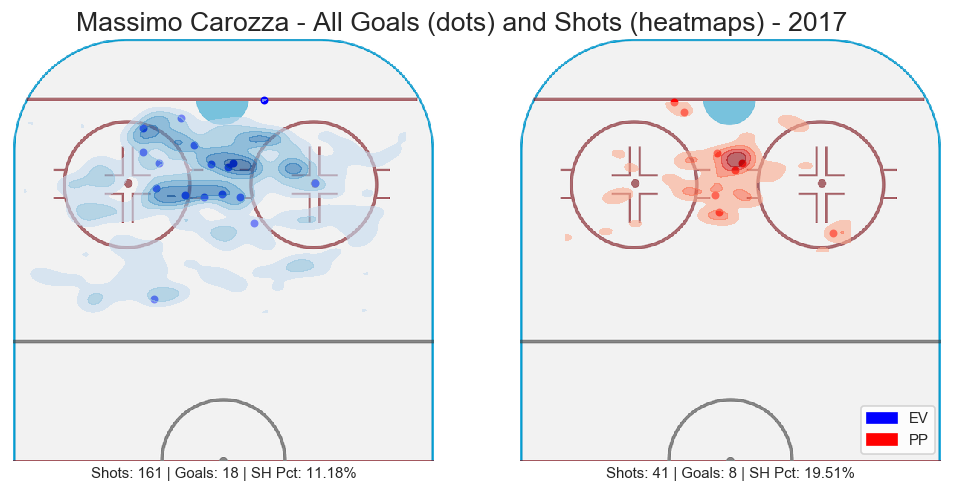 Massimo Carozza - All Goals (dots) and Shots (heatmaps) - 2017
EV
PP
Shots: 161 | Goals: 18 | SH Pct: 11.18%
Shots: 41 | Goals: 8 | SH Pct: 19.51%